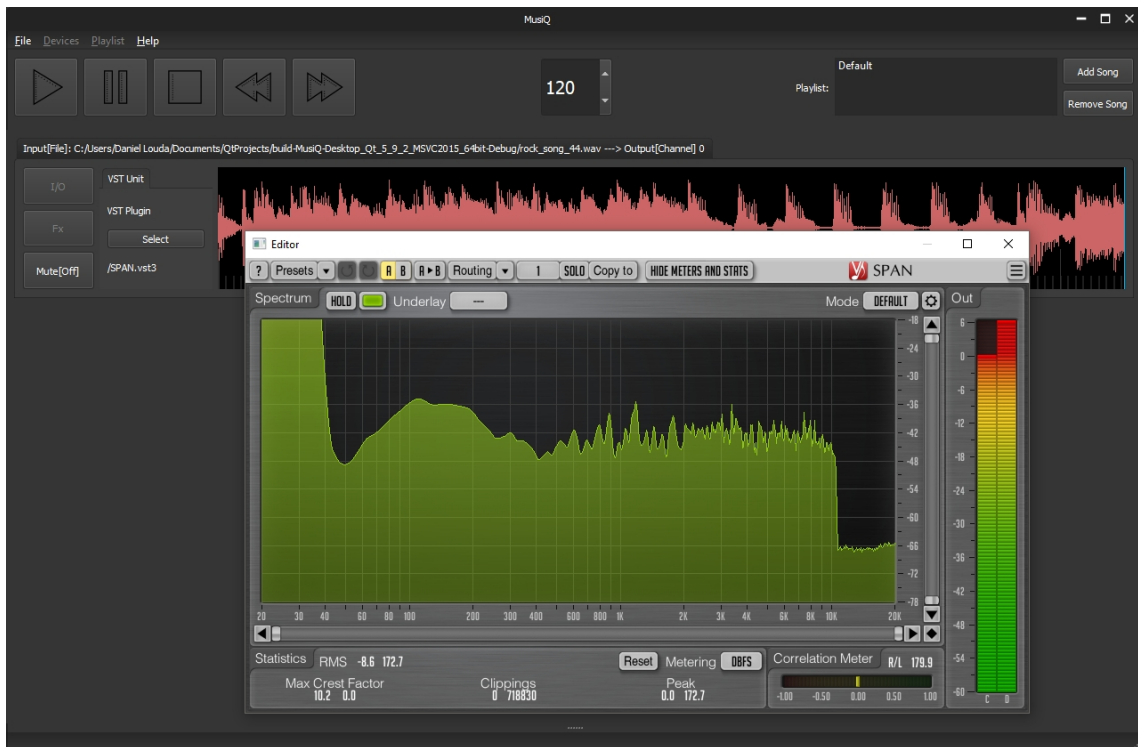 MusiQ
File Devices Playlist Help
120
Playlist:
Default
Add Song
Remove Song
Input[File]: C:/Users/Daniel Louda/Documents/QtProjects/build-MusiQ-Desktop_Qt_5_9_2_MSVC2015_64bit-Debug/rock_song_44.wav ---> Output[Channel] 0
I/O
VST Unit
VST Plugin
Fx
Select
Mute[Off]
/SPAN.vst3
Editor
? Presets A B A▸B Routing 1 SOLO Copy to HIDE METERS AND STATS SPAN
Spectrum HOLD Underlay --- Mode DEFAULT Out
-18
-24
-30
-36
-42
-48
-54
-60
-66
-72
-78
20 30 40 60 80 100 200 300 400 600 800 1K 2K 3K 4K 6K 8K 10K 20K
6
0
-6
-12
-18
-24
-30
-36
-42
-48
-54
-60
C D
Statistics RMS -8.6 172.7 Reset Metering DBFS Correlation Meter R/L 179.9
Max Crest Factor Clippings Peak
10.2 0.0 0 718830 0.0 172.7
-1.00 -0.50 0.00 0.50 1.00